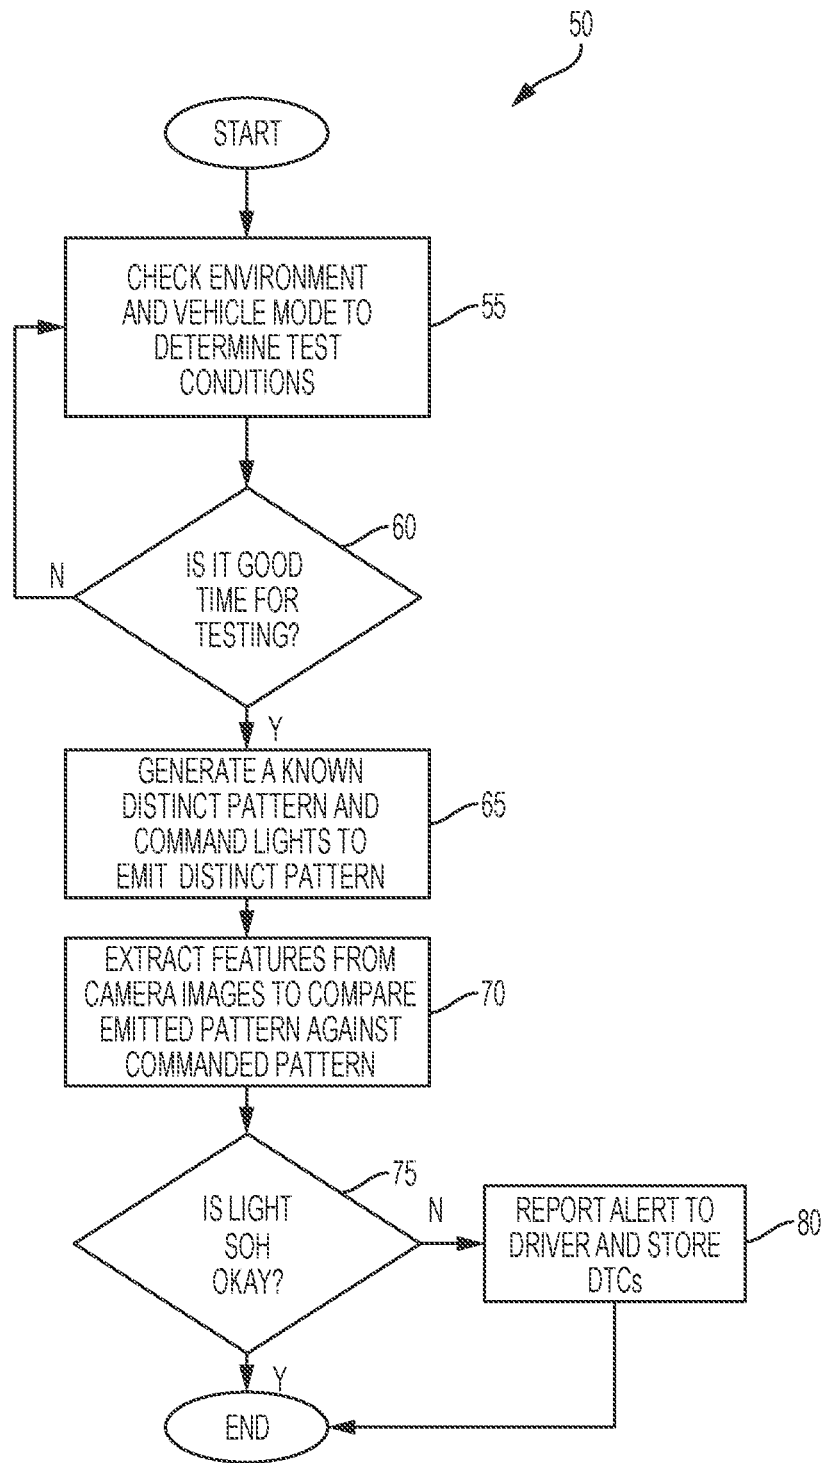 50
START
CHECK ENVIRONMENT
AND VEHICLE MODE TO
DETERMINE TEST
CONDITIONS
55
60
IS IT GOOD
TIME FOR
TESTING?
N
Y
GENERATE A KNOWN
DISTINCT PATTERN AND
COMMAND LIGHTS TO
EMIT DISTINCT PATTERN
65
EXTRACT FEATURES FROM
CAMERA IMAGES TO COMPARE
EMITTED PATTERN AGAINST
COMMANDED PATTERN
70
75
IS LIGHT
SOH
OKAY?
N
REPORT ALERT TO
DRIVER AND STORE
DTCs
80
Y
END